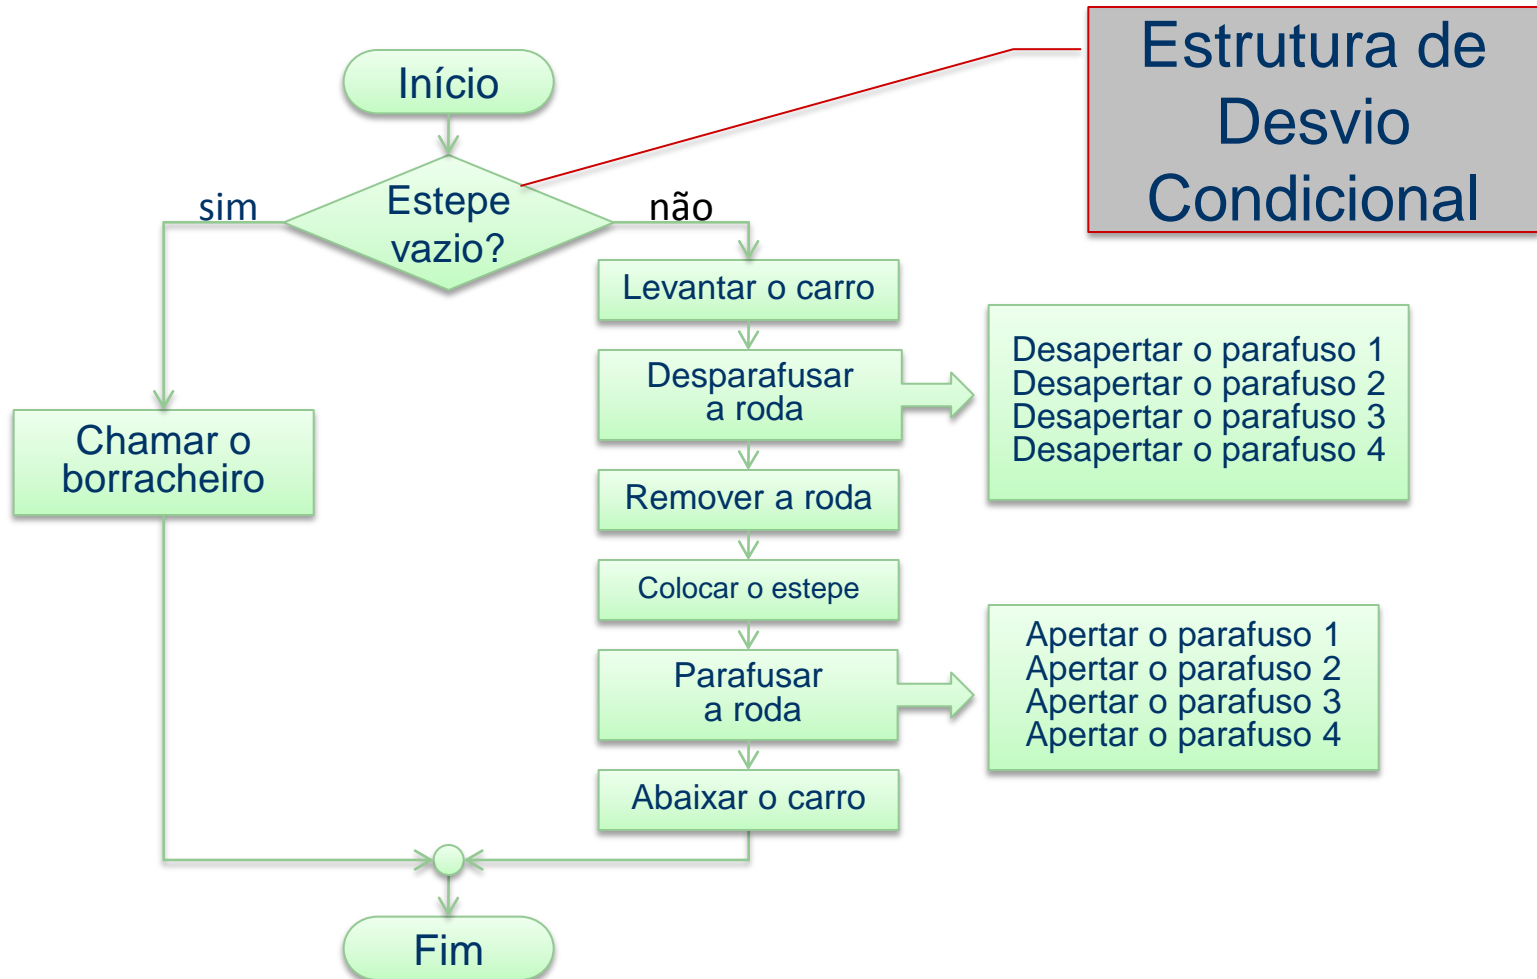 Início
Estrutura de
Desvio
Condicional
Estepe
vazio?
sim
não
Levantar o carro
Desparafusar
a roda
Desapertar o parafuso 1
Desapertar o parafuso 2
Desapertar o parafuso 3
Desapertar o parafuso 4
Chamar o
borracheiro
Remover a roda
Colocar o estepe
Parafusar
a roda
Apertar o parafuso 1
Apertar o parafuso 2
Apertar o parafuso 3
Apertar o parafuso 4
Abaixar o carro
Fim